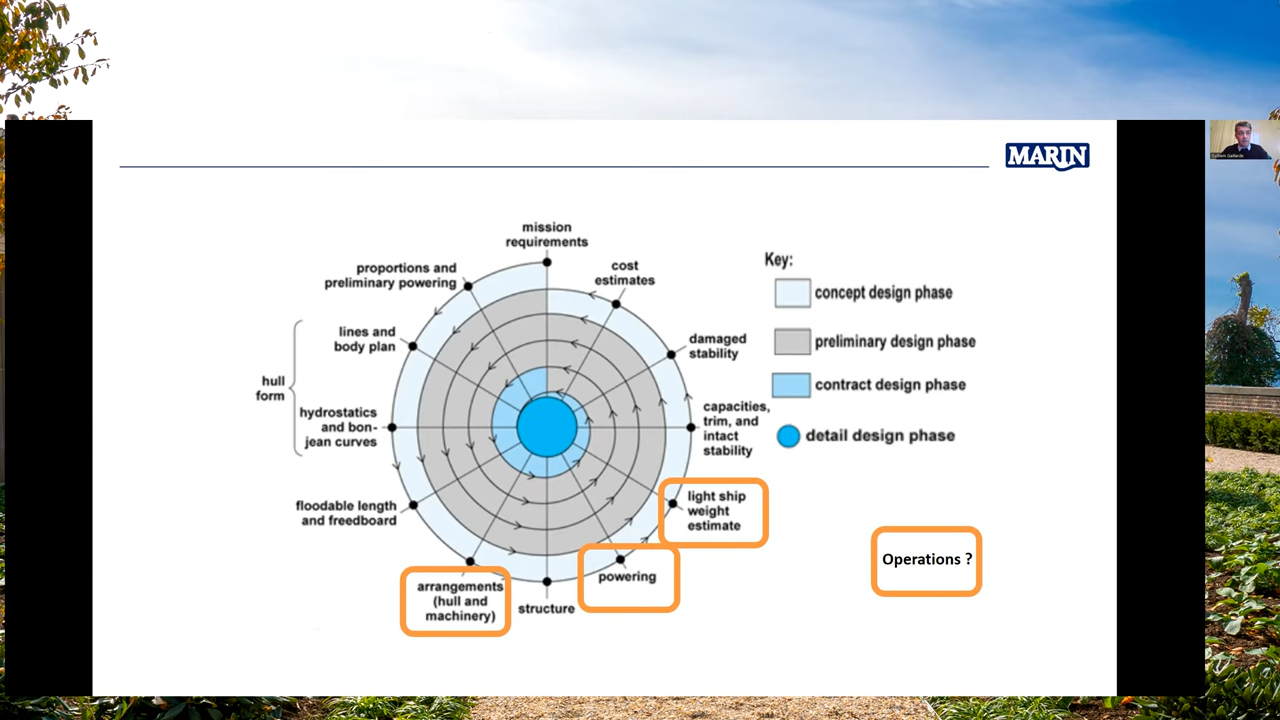 MARIN
mission
requirements
cost
estimates
proportions and
preliminary powering
damaged
stability
lines and
body plan
hull
form
capacities,
trim, and
intact
stability
hydrostatics
and bon-
jean curves
light ship
weight
estimate
floodable length
and freedboard
powering
arrangements
(hull and
machinery)
structure
Key:
concept design phase
preliminary design phase
contract design phase
detail design phase
Operations ?